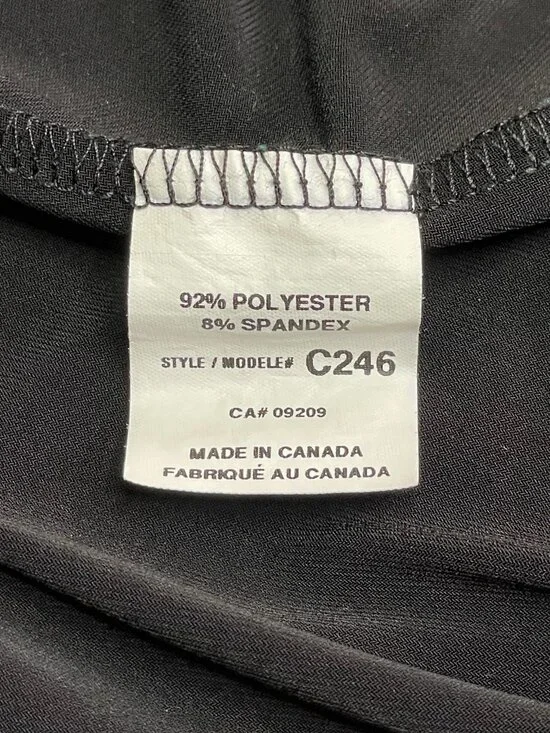 92% POLYESTER
8% SPANDEX
STYLE / MODELE# C246
CA# 09209
MADE IN CANADA
FABRIQUÉ AU CANADA